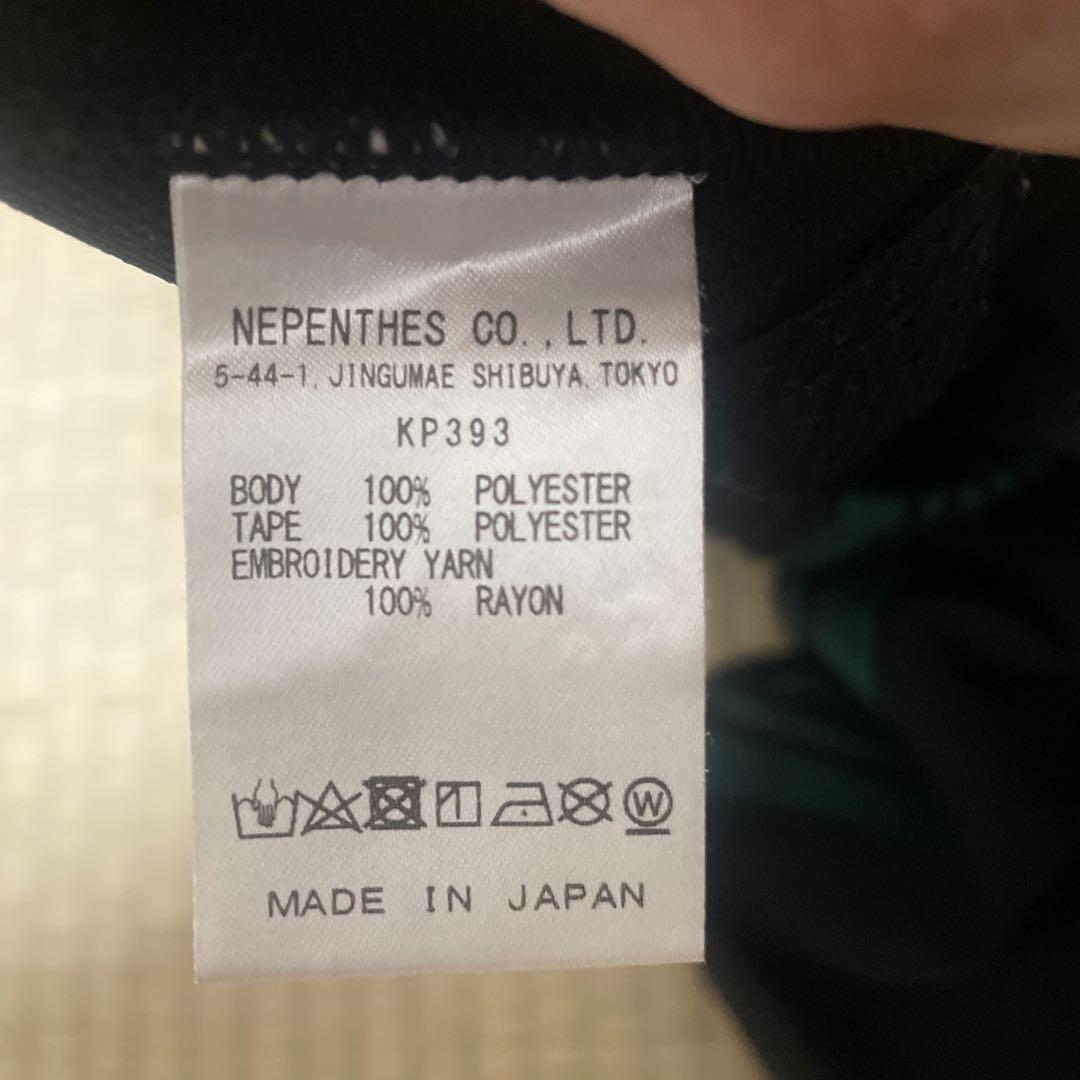 NEPENTHES CO.,LTD.
5-44-1, JINGUMAE SHIBUYA, TOKYO
KP393
BODY 100% POLYESTER
TAPE 100% POLYESTER
EMBROIDERY YARN
100% RAYON
W
MADE IN JAPAN